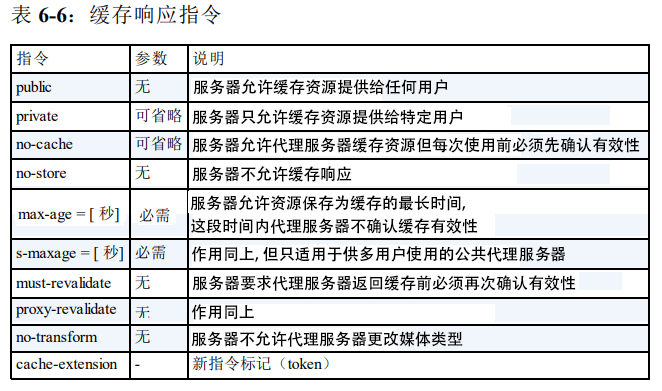 表 6-6：缓存响应指令
指令 参数 说明
public 无 服务器允许缓存资源提供给任何用户
private 可省略 服务器只允许缓存资源提供给特定用户
no-cache 可省略 服务器允许代理服务器缓存资源但每次使用前必须先确认有效性
no-store 无 服务器不允许缓存响应
max-age = [ 秒] 必需 服务器允许资源保存为缓存的最长时间,
这段时间内代理服务器不确认缓存有效性
s-maxage = [ 秒] 必需 作用同上, 但只适用于供多用户使用的公共代理服务器
must-revalidate 无 服务器要求代理服务器返回缓存前必须再次确认有效性
proxy-revalidate 无 作用同上
no-transform 无 服务器不允许代理服务器更改媒体类型
cache-extension - 新指令标记（token）